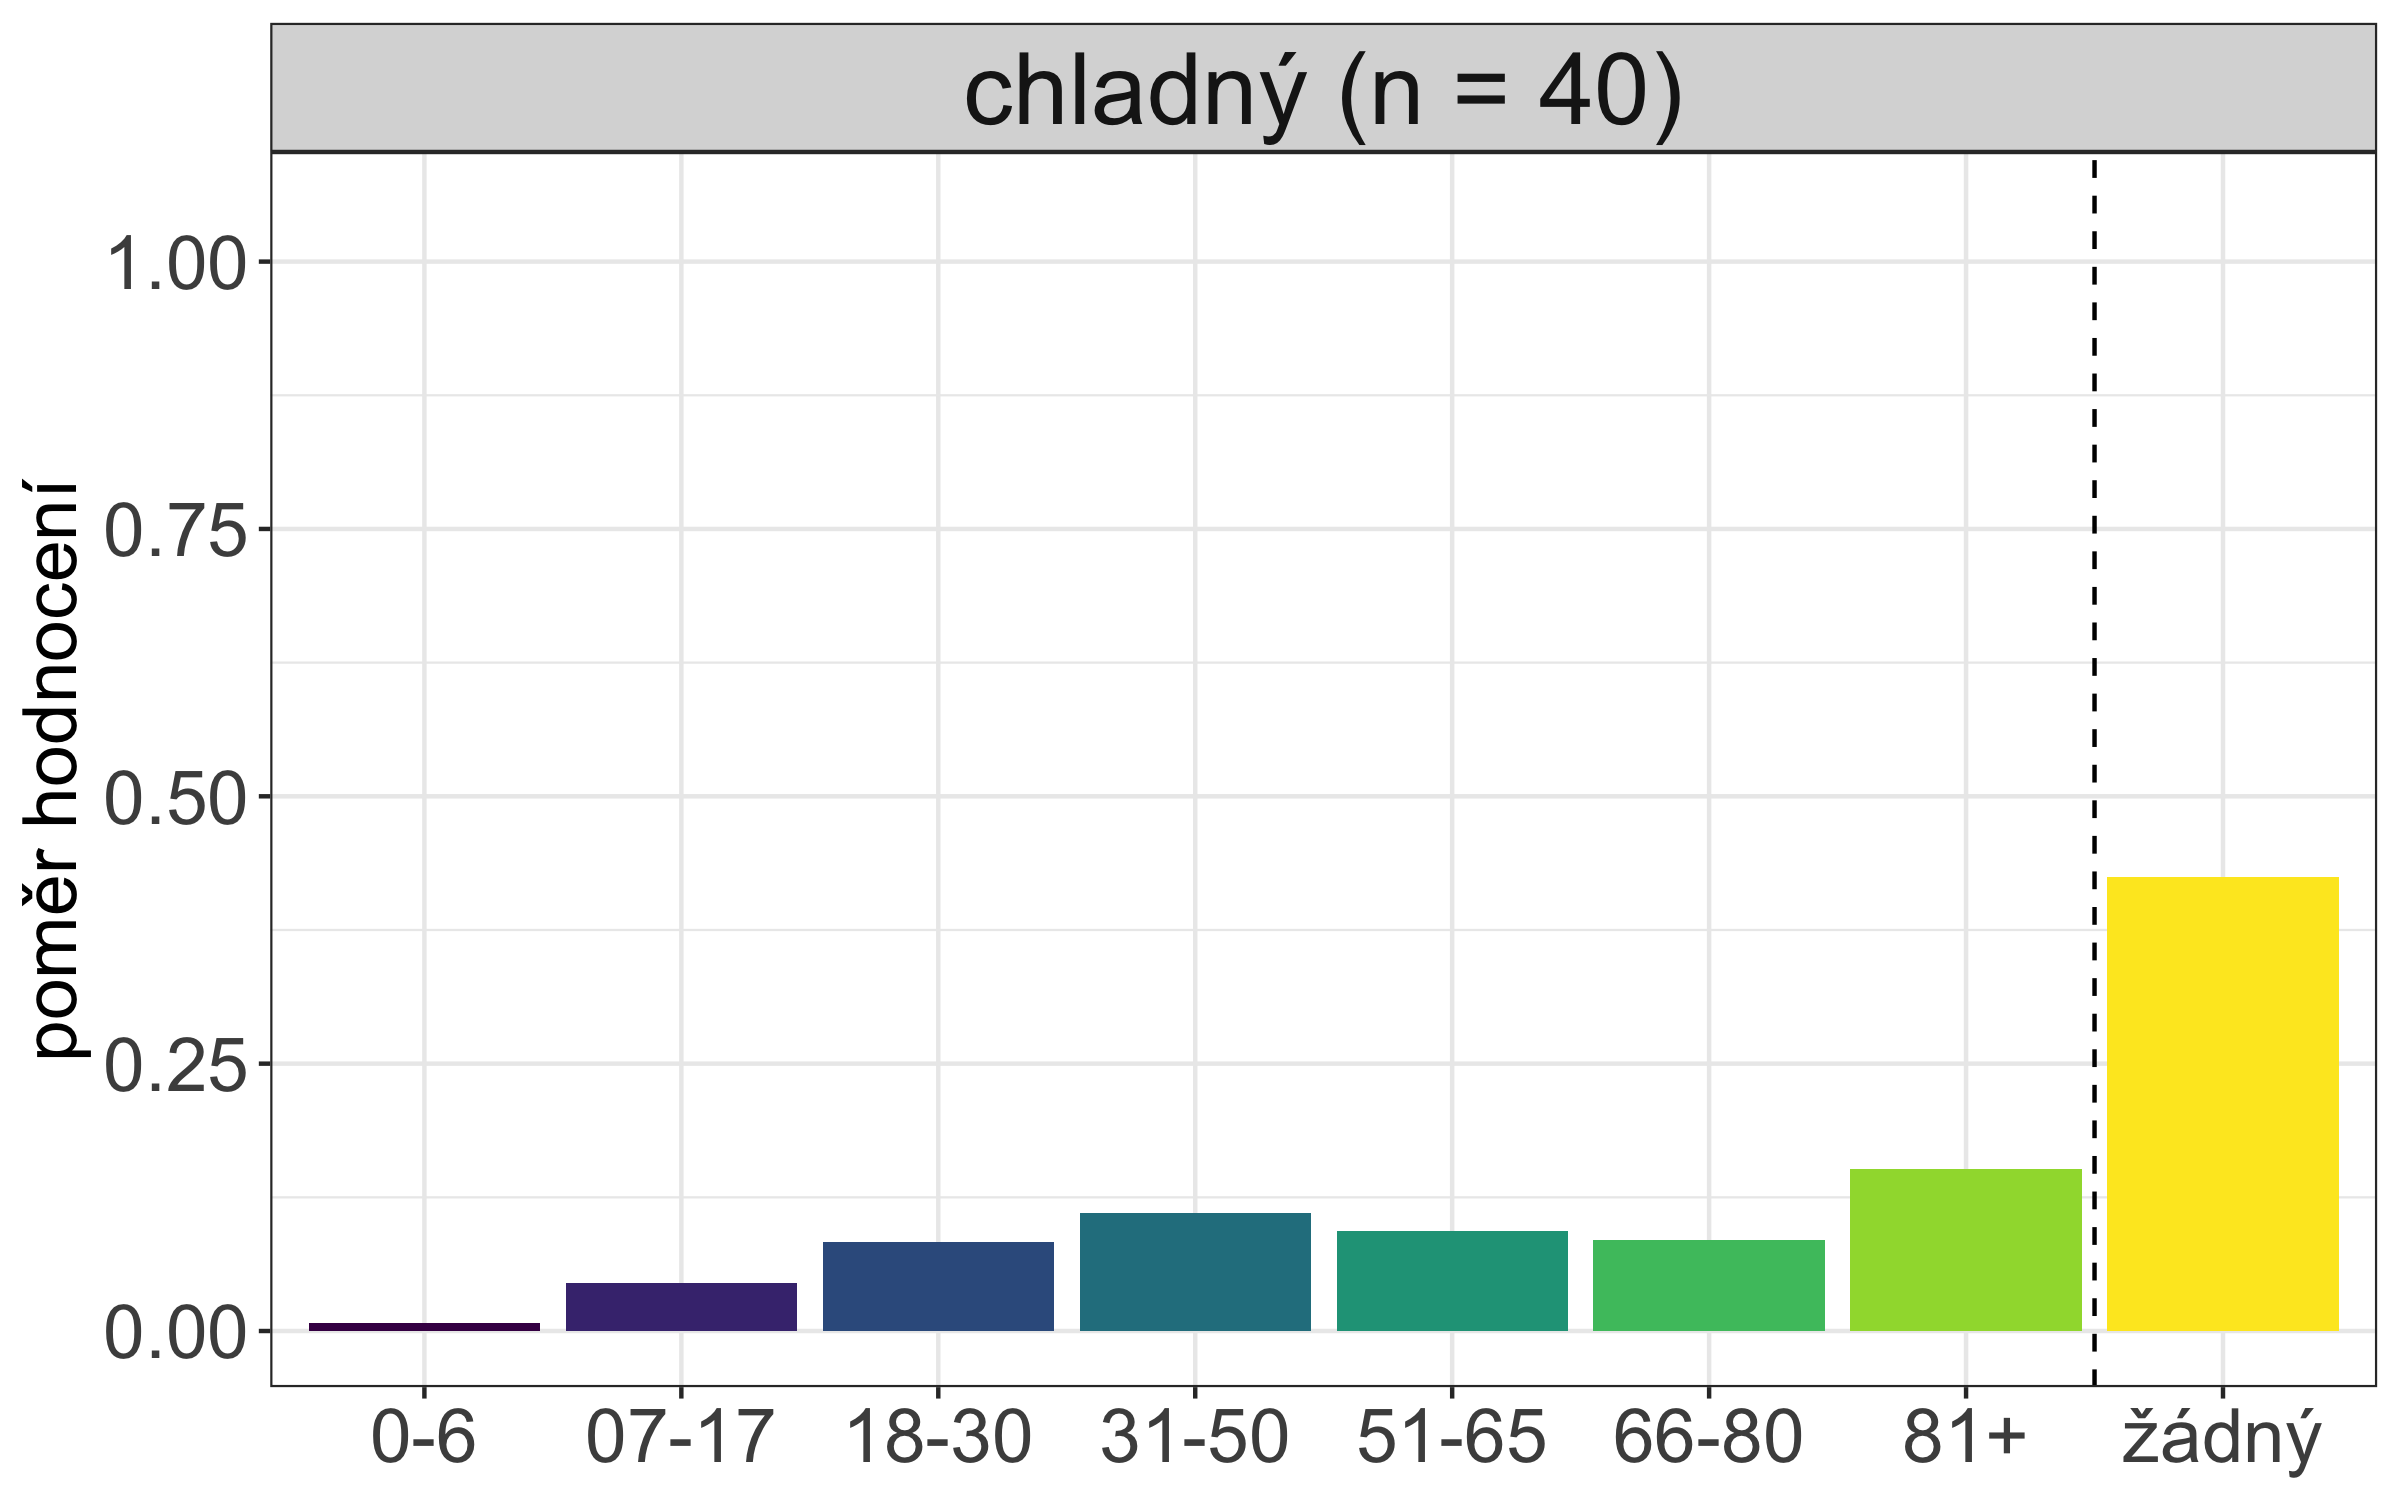 chladný (n = 40)
poměr hodnocení
1.00
0.75
0.50
0.25
0.00
0-6 07-17 18-30 31-50 51-65 66-80 81+ žádný